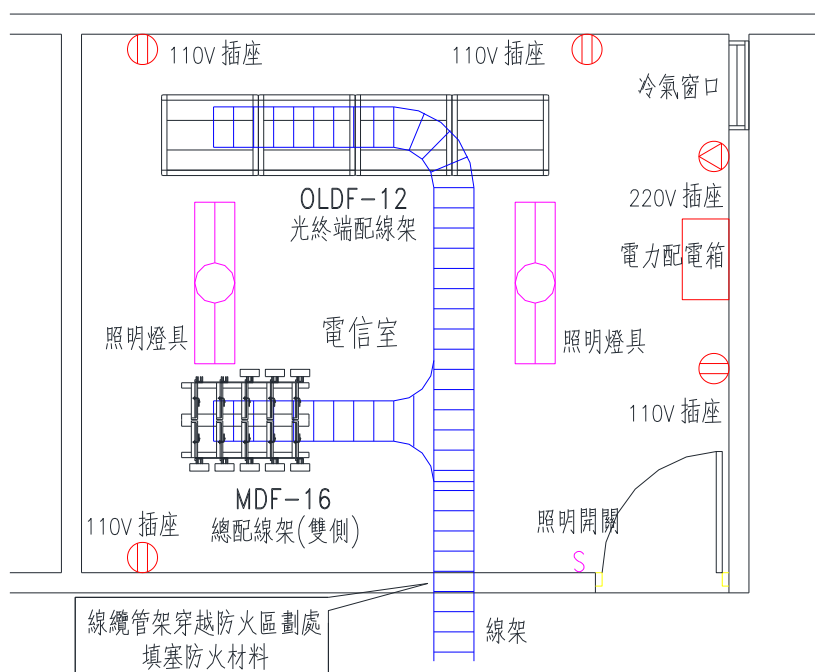 110V 插座
110V 插座
冷氣窗口
OLDF-12
光終端配線架
220V 插座
電力配電箱
電信室
照明燈具
照明燈具
110V 插座
MDF-16
總配線架(雙側)
110V 插座
照明開關
S
線纜管架穿越防火區劃處
填塞防火材料
線架